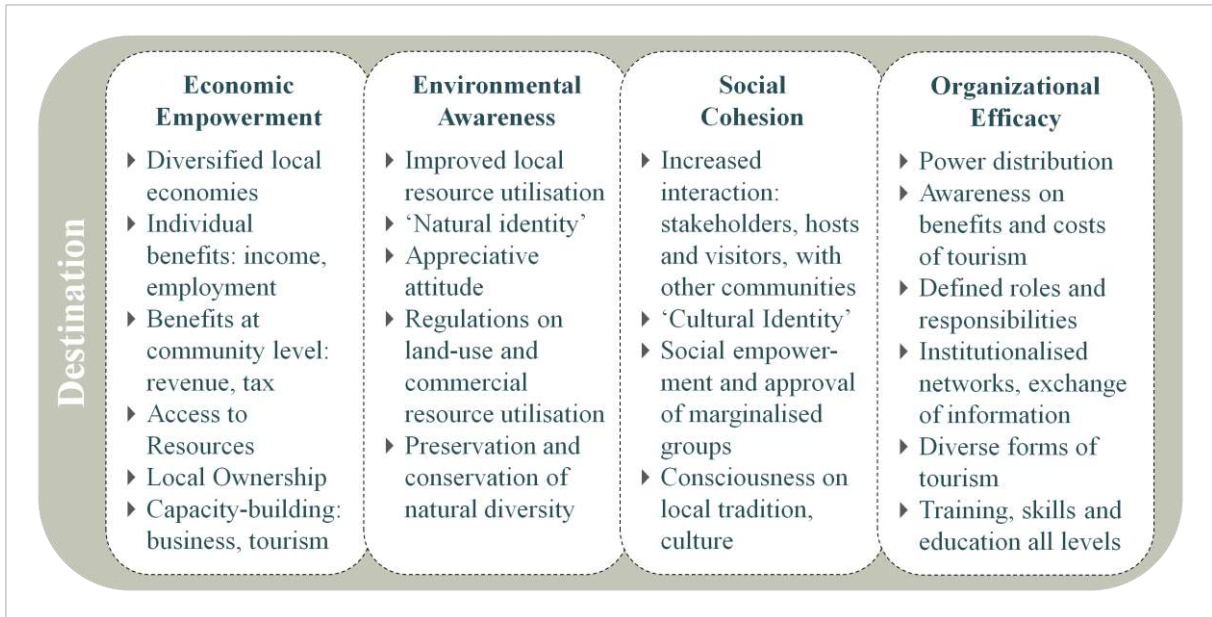 Destination
Economic
Empowerment
Diversified local
economies
Individual
benefits: income,
employment
Benefits at
community level:
revenue, tax
Access to
Resources
Local Ownership
Capacity-building:
business, tourism
Environmental
Awareness
Improved local
resource utilisation
‘Natural identity’
Appreciative
attitude
Regulations on
land-use and
commercial
resource utilisation
Preservation and
conservation of
natural diversity
Social
Cohesion
Increased
interaction:
stakeholders, hosts
and visitors, with
other communities
‘Cultural Identity’
Social empower-
ment and approval
of marginalised
groups
Consciousness on
local tradition,
culture
Organizational
Efficacy
Power distribution
Awareness on
benefits and costs
of tourism
Defined roles and
responsibilities
Institutionalised
networks, exchange
of information
Diverse forms of
tourism
Training, skills and
education all levels